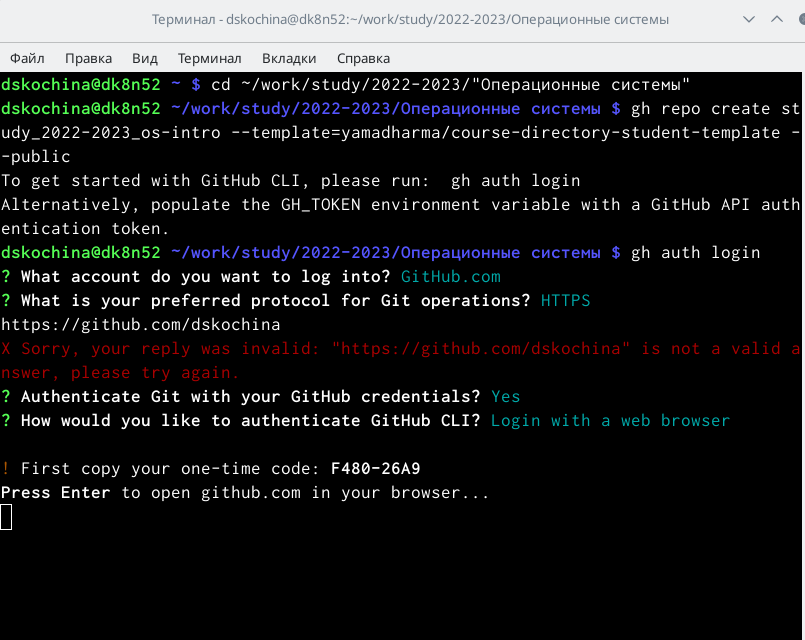 Терминал - dskochina@dk8n52:~/work/study/2022-2023/Операционные системы
Файл Правка Вид Терминал Вкладки Справка
dskochina@dk8n52 ~ $ cd ~/work/study/2022-2023/"Операционные системы"
dskochina@dk8n52 ~/work/study/2022-2023/Операционные системы $ gh repo create st
udy_2022-2023_os-intro --template=yamadharma/course-directory-student-template -
-public
To get started with GitHub CLI, please run:  gh auth login
Alternatively, populate the GH_TOKEN environment variable with a GitHub API auth
entication token.
dskochina@dk8n52 ~/work/study/2022-2023/Операционные системы $ gh auth login
? What account do you want to log into? GitHub.com
? What is your preferred protocol for Git operations? HTTPS
https://github.com/dskochina
X Sorry, your reply was invalid: "https://github.com/dskochina" is not a valid a
nswer, please try again.
? Authenticate Git with your GitHub credentials? Yes
? How would you like to authenticate GitHub CLI? Login with a web browser
! First copy your one-time code: F480-26A9
Press Enter to open github.com in your browser...